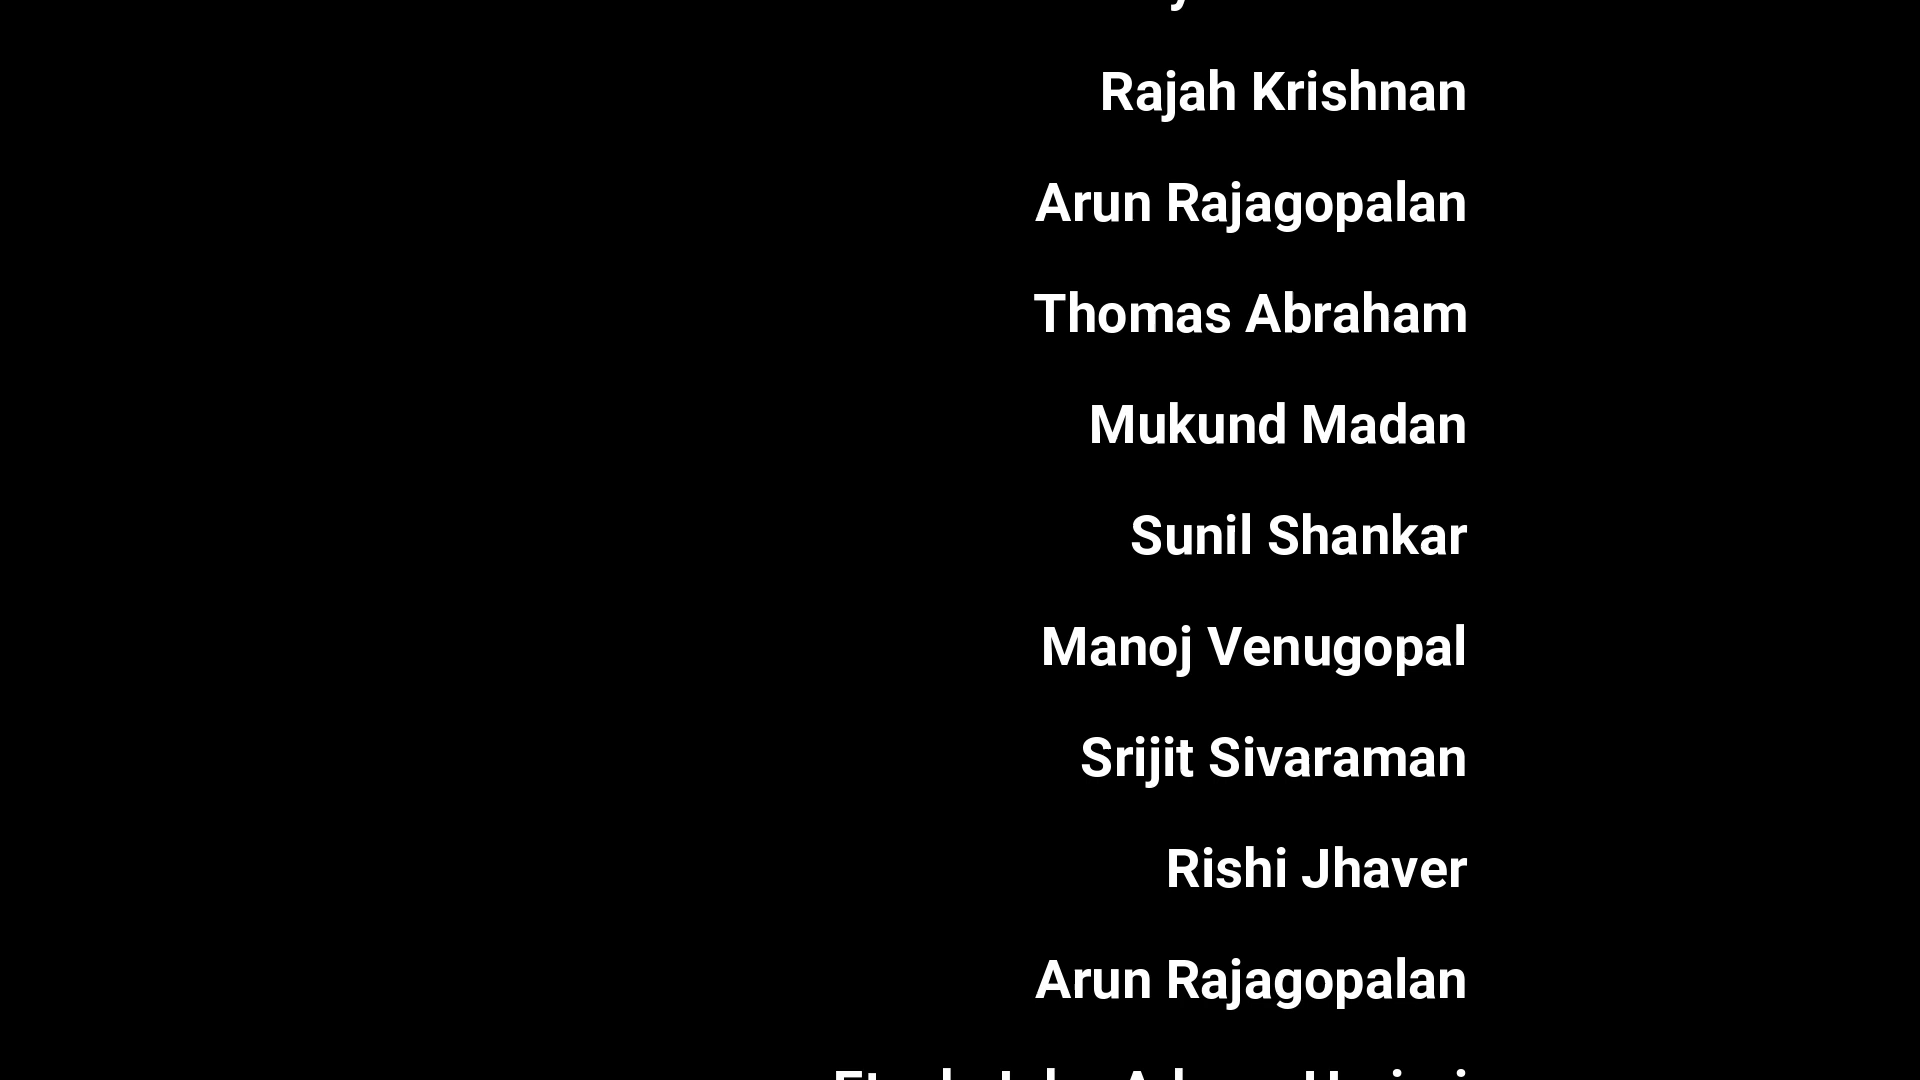 Rajah Krishnan
Arun Rajagopalan
Thomas Abraham
Mukund Madan
Sunil Shankar
Manoj Venugopal
Srijit Sivaraman
Rishi Jhaver
Arun Rajagopalan